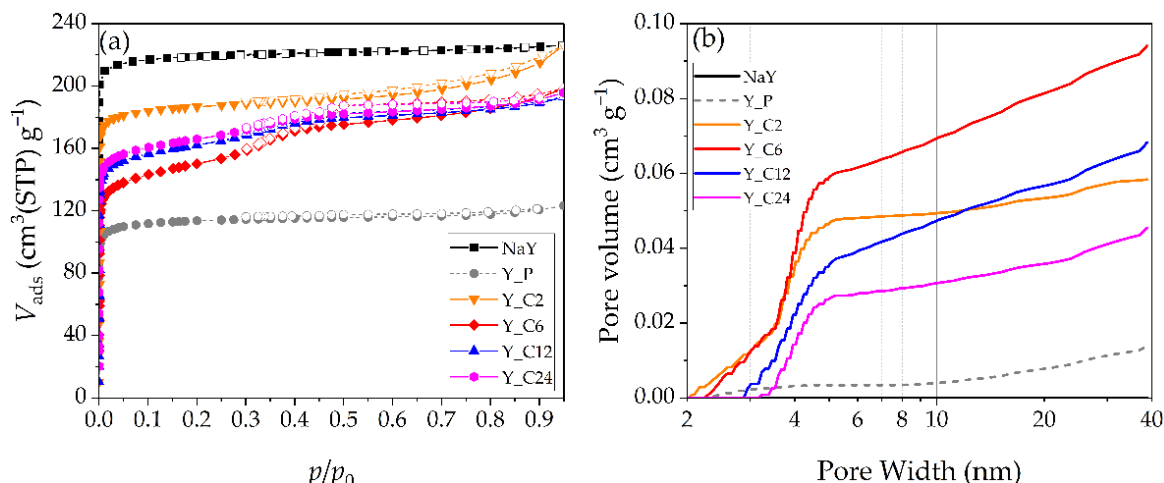 (a)
V_ads (cm³(STP) g⁻¹)
240
200
160
120
80
40
0
0.0 0.1 0.2 0.3 0.4 0.5 0.6 0.7 0.8 0.9
p/p₀
NaY
Y_P
Y_C2
Y_C6
Y_C12
Y_C24
(b)
Pore volume (cm³ g⁻¹)
0.10
0.08
0.06
0.04
0.02
0.00
2 4 6 8 10 20 40
Pore Width (nm)
NaY
Y_P
Y_C2
Y_C6
Y_C12
Y_C24